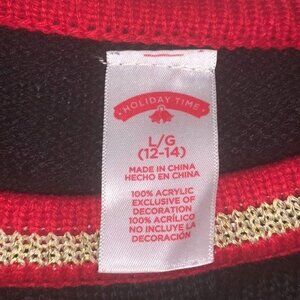 HOLIDAY TIME
L/G
(12-14)
MADE IN CHINA
HECHO EN CHINA
100% ACRYLIC
EXCLUSIVE OF
DECORATION
100% ACRÍLICO
NO INCLUYE LA
DECORACIÓN